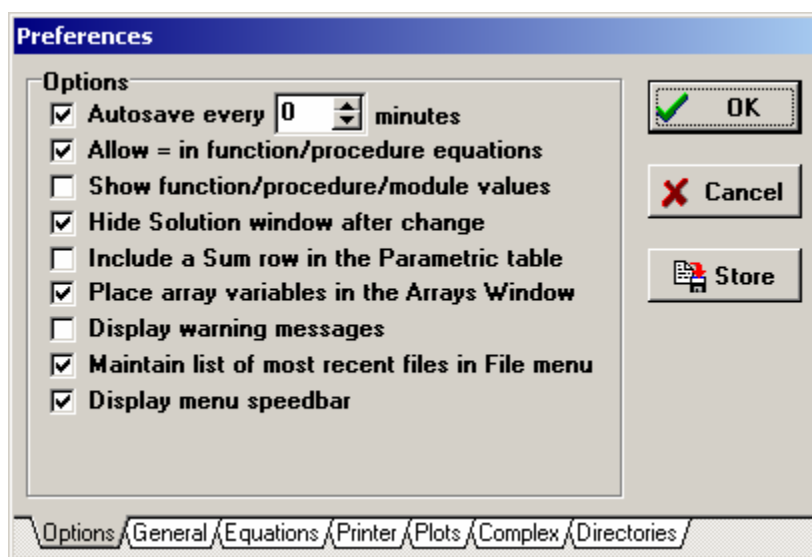 Preferences
Options
Autosave every 0 minutes
Allow = in function/procedure equations
Show function/procedure/module values
Hide Solution window after change
Include a Sum row in the Parametric table
Place array variables in the Arrays Window
Display warning messages
Maintain list of most recent files in File menu
Display menu speedbar
OK
Cancel
Store
Options General Equations Printer Plots Complex Directories